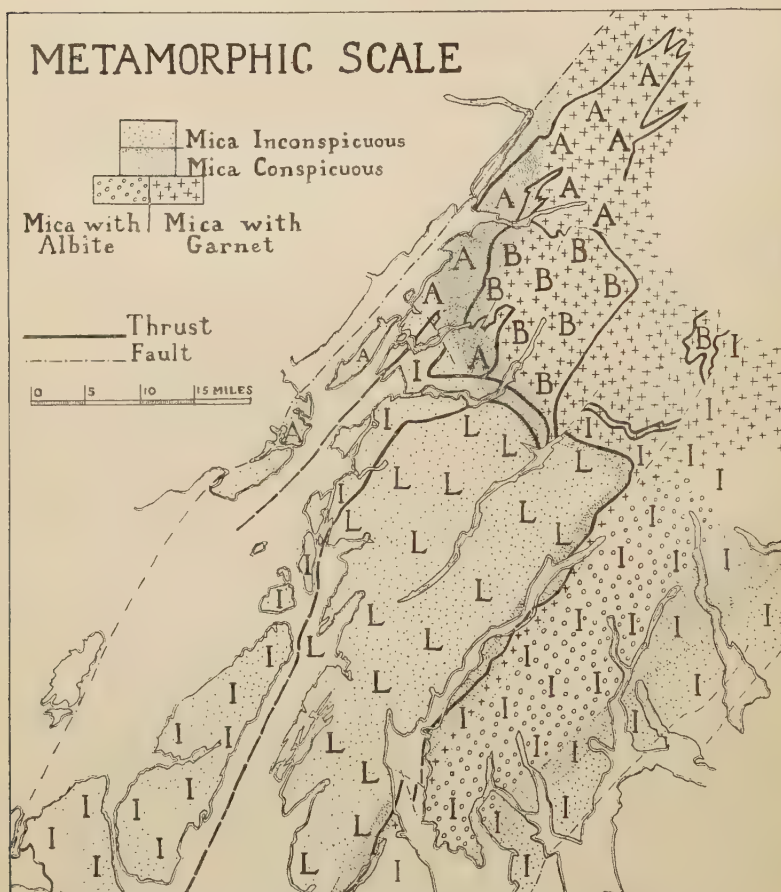 METAMORPHIC SCALE
Mica Inconspicuous
Mica Conspicuous
Mica with Albite
Mica with Garnet
Thrust
Fault
0 5 10 15 MILES
A
A
A A
A A
A
A B B
A B B B
B B B I
A A
I B
I I
A L I
L
L L I I
I L I
L L I
L
I L I I
I
L L I I
I L L I I I
I L I I I
I I L I I I
I I L L I I
I I I L I I I